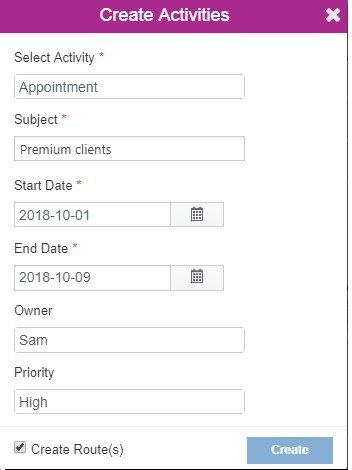 Create Activities
Select Activity *
Appointment
Subject *
Premium clients
Start Date *
2018-10-01
End Date *
2018-10-09
Owner
Sam
Priority
High
Create Route(s)
Create